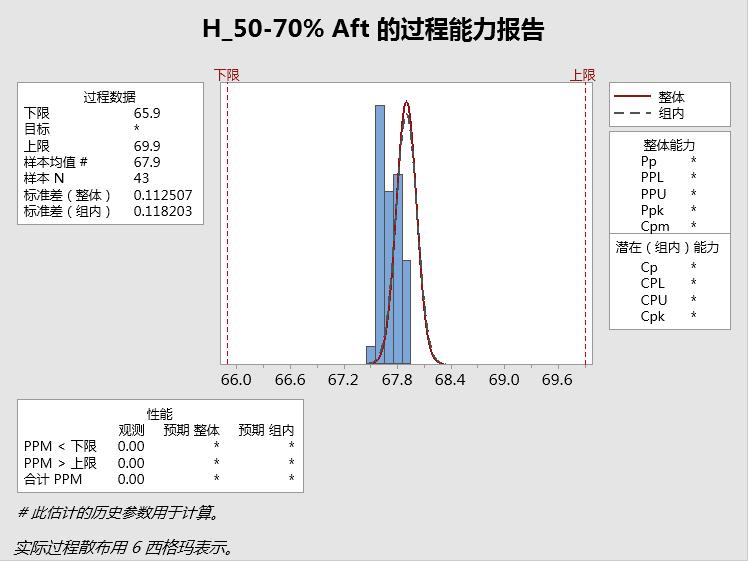 H_50-70% Aft 的过程能力报告
下限 上限
过程数据
下限 65.9
目标 *
上限 69.9
样本均值 # 67.9
样本 N 43
标准差 ( 整体 ) 0.112507
标准差 ( 组内 ) 0.118203
整体
组内
整体能力
Pp *
PPL *
PPU *
Ppk *
Cpm *
潜在 ( 组内 ) 能力
Cp *
CPL *
CPU *
Cpk *
66.0 66.6 67.2 67.8 68.4 69.0 69.6
性能
观测 预期 整体 预期 组内
PPM < 下限 0.00 * *
PPM > 上限 0.00 * *
合计 PPM 0.00 * *
# 此估计的历史参数用于计算。
实际过程散布用 6 西格玛表示。